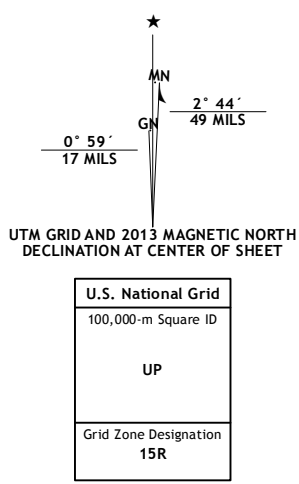 ★
MN
GN
2° 44´
49 MILS
0° 59´
17 MILS
UTM GRID AND 2013 MAGNETIC NORTH
DECLINATION AT CENTER OF SHEET
U.S. National Grid
100,000-m Square ID
UP
Grid Zone Designation
15R